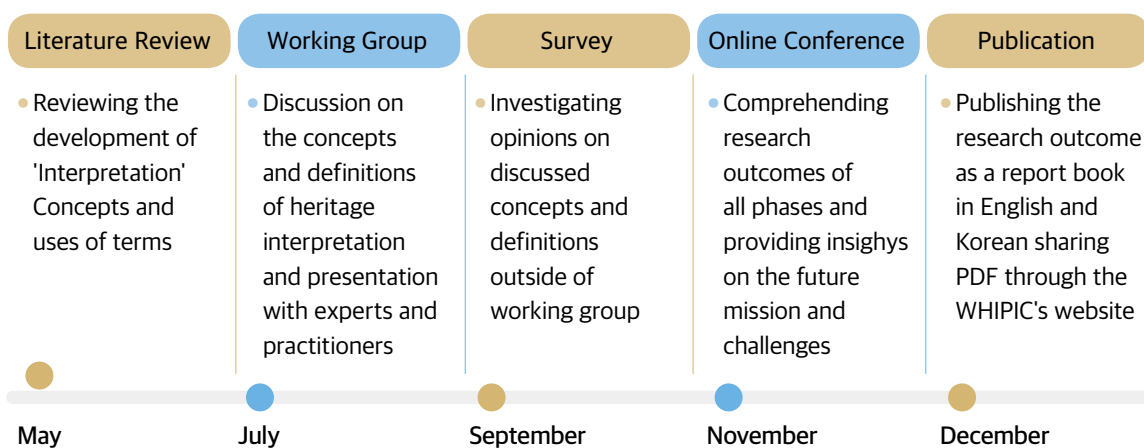 Literature Review
Reviewing the
development of
'Interpretation'
Concepts and
uses of terms
Working Group
Discussion on
the concepts
and definitions
of heritage
interpretation
and presentation
with experts and
practitioners
Survey
Investigating
opinions on
discussed
concepts and
definitions
outside of
working group
Online Conference
Comprehending
research
outcomes of
all phases and
providing insighys
on the future
mission and
challenges
Publication
Publishing the
research outcome
as a report book
in English and
Korean sharing
PDF through the
WHIPIC's website
May
July
September
November
December